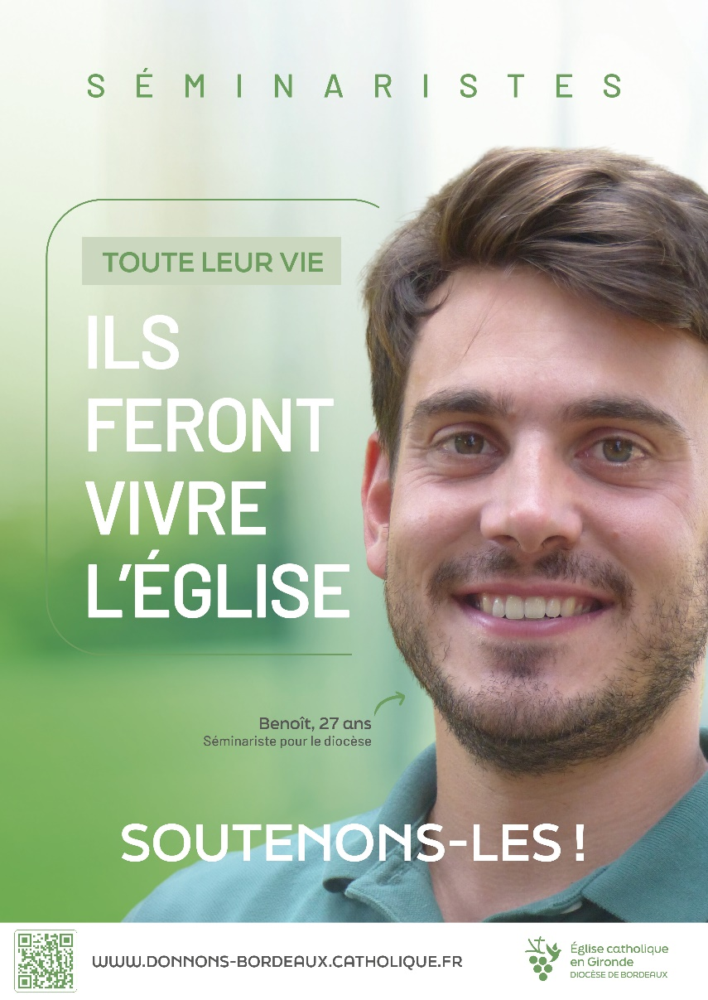 SÉMINARISTES
TOUTE LEUR VIE
ILS
FERONT
VIVRE
L’ÉGLISE
Benoît, 27 ans
Séminariste pour le diocèse
SOUTENONS-LES !
WWW.DONNONS-BORDEAUX.CATHOLIQUE.FR
Église catholique
en Gironde
DIOCÈSE DE BORDEAUX